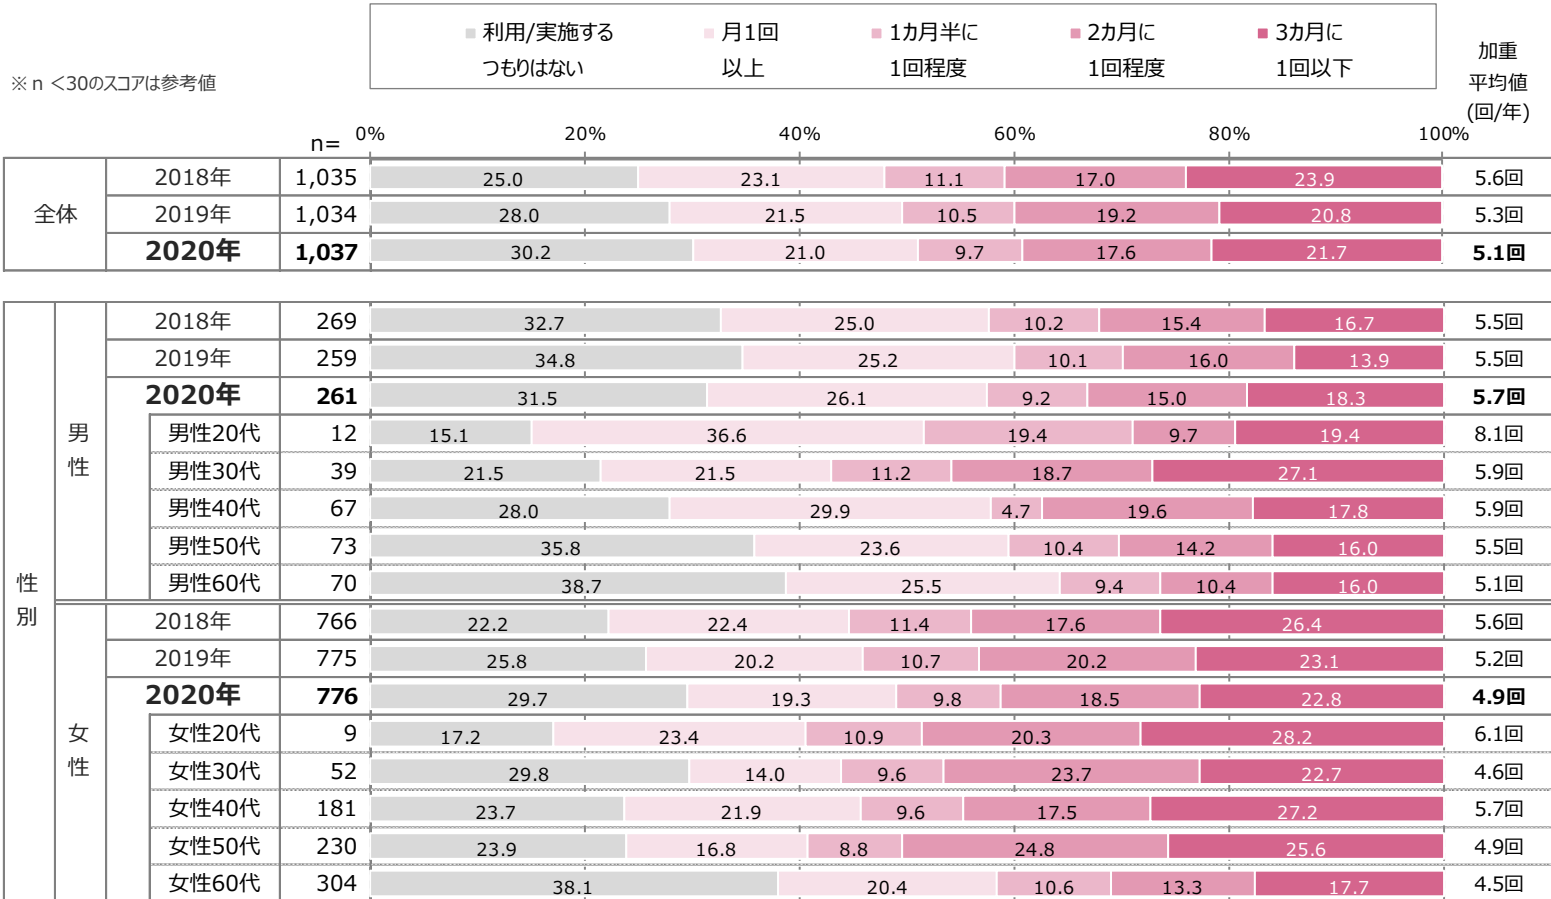 利用/実施する 月1回 1カ月半に 2カ月に 3カ月に
つもりはない 以上 1回程度 1回程度 1回以下
加重
平均値
(回/年)
※ｎ<30のスコアは参考値
n= 0% 20% 40% 60% 80% 100%
全体
2018年 1,035 25.0 23.1 11.1 17.0 23.9 5.6回
2019年 1,034 28.0 21.5 10.5 19.2 20.8 5.3回
2020年 1,037 30.2 21.0 9.7 17.6 21.7 5.1回
性別
男性
2018年 269 32.7 25.0 10.2 15.4 16.7 5.5回
2019年 259 34.8 25.2 10.1 16.0 13.9 5.5回
2020年 261 31.5 26.1 9.2 15.0 18.3 5.7回
男性20代 12 15.1 36.6 19.4 9.7 19.4 8.1回
男性30代 39 21.5 21.5 11.2 18.7 27.1 5.9回
男性40代 67 28.0 29.9 4.7 19.6 17.8 5.9回
男性50代 73 35.8 23.6 10.4 14.2 16.0 5.5回
男性60代 70 38.7 25.5 9.4 10.4 16.0 5.1回
女性
2018年 766 22.2 22.4 11.4 17.6 26.4 5.6回
2019年 775 25.8 20.2 10.7 20.2 23.1 5.2回
2020年 776 29.7 19.3 9.8 18.5 22.8 4.9回
女性20代 9 17.2 23.4 10.9 20.3 28.2 6.1回
女性30代 52 29.8 14.0 9.6 23.7 22.7 4.6回
女性40代 181 23.7 21.9 9.6 17.5 27.2 5.7回
女性50代 230 23.9 16.8 8.8 24.8 25.6 4.9回
女性60代 304 38.1 20.4 10.6 13.3 17.7 4.5回